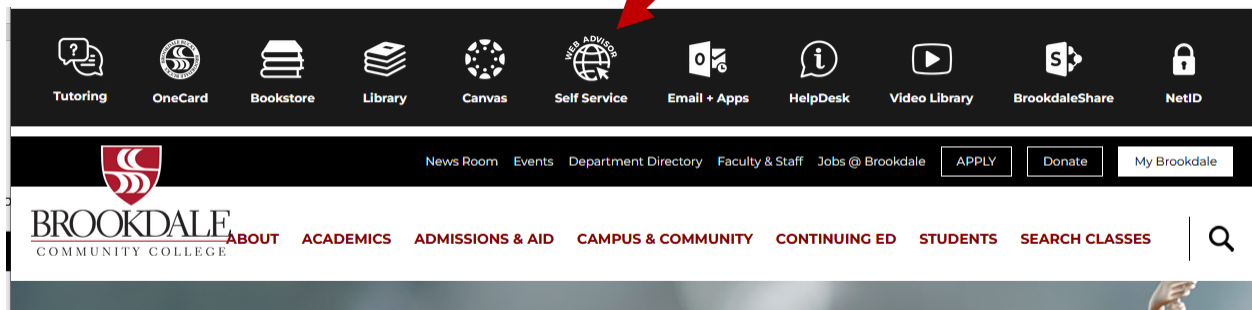 WEB ADVISOR
Tutoring OneCard Bookstore Library Canvas Self Service Email + Apps HelpDesk Video Library BrookdaleShare NetID
News Room Events Department Directory Faculty & Staff Jobs @ Brookdale APPLY Donate My Brookdale
BROOKDALE
COMMUNITY COLLEGE
ABOUT ACADEMICS ADMISSIONS & AID CAMPUS & COMMUNITY CONTINUING ED STUDENTS SEARCH CLASSES